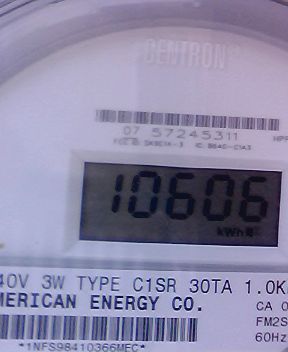 CENTRON®
07 57245311
10606
kWh
40V 3W TYPE C1SR 30TA 1.0K
MERICAN ENERGY CO.
CA 0
FM2S
60Hz
*1NFS98410366MEC*